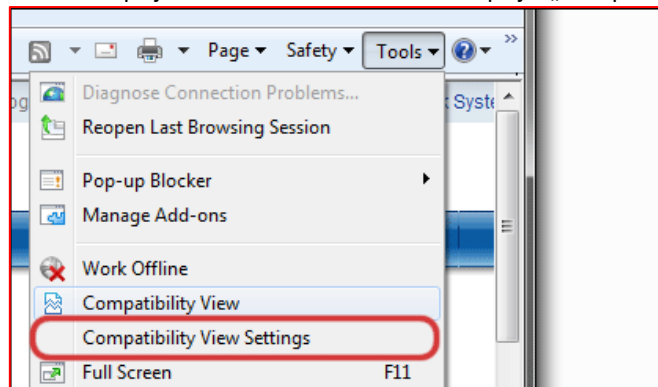 Page Safety Tools »
Diagnose Connection Problems...
Syste
Reopen Last Browsing Session
Pop-up Blocker
Manage Add-ons
Work Offline
Compatibility View
Compatibility View Settings
Full Screen F11